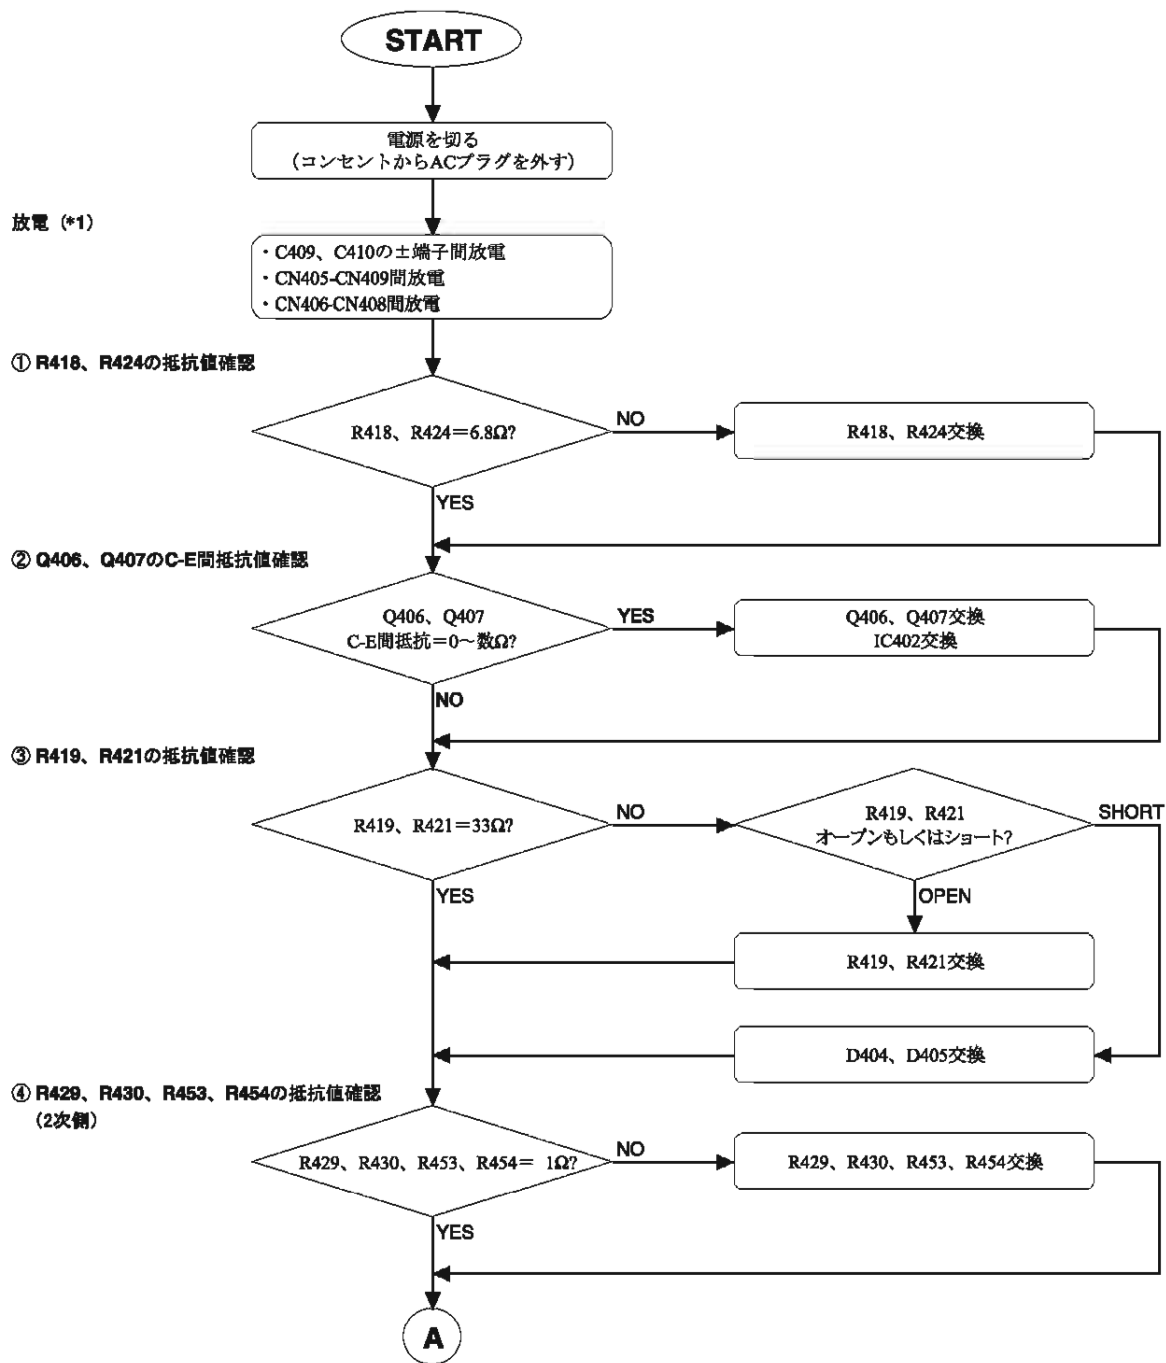 START
電源を切る
（コンセントからACプラグを外す）
放電（*1）
・C409、C410の±端子間放電
・CN405-CN409間放電
・CN406-CN408間放電
① R418、R424の抵抗値確認
R418、R424＝6.8Ω?
NO
R418、R424交換
YES
② Q406、Q407のC-E間抵抗値確認
Q406、Q407
C-E間抵抗＝0～数Ω?
YES
Q406、Q407交換
IC402交換
NO
③ R419、R421の抵抗値確認
R419、R421＝33Ω?
NO
R419、R421
オープンもしくはショート?
SHORT
YES
OPEN
R419、R421交換
D404、D405交換
④ R429、R430、R453、R454の抵抗値確認
（2次側）
R429、R430、R453、R454＝ 1Ω?
NO
R429、R430、R453、R454交換
YES
A